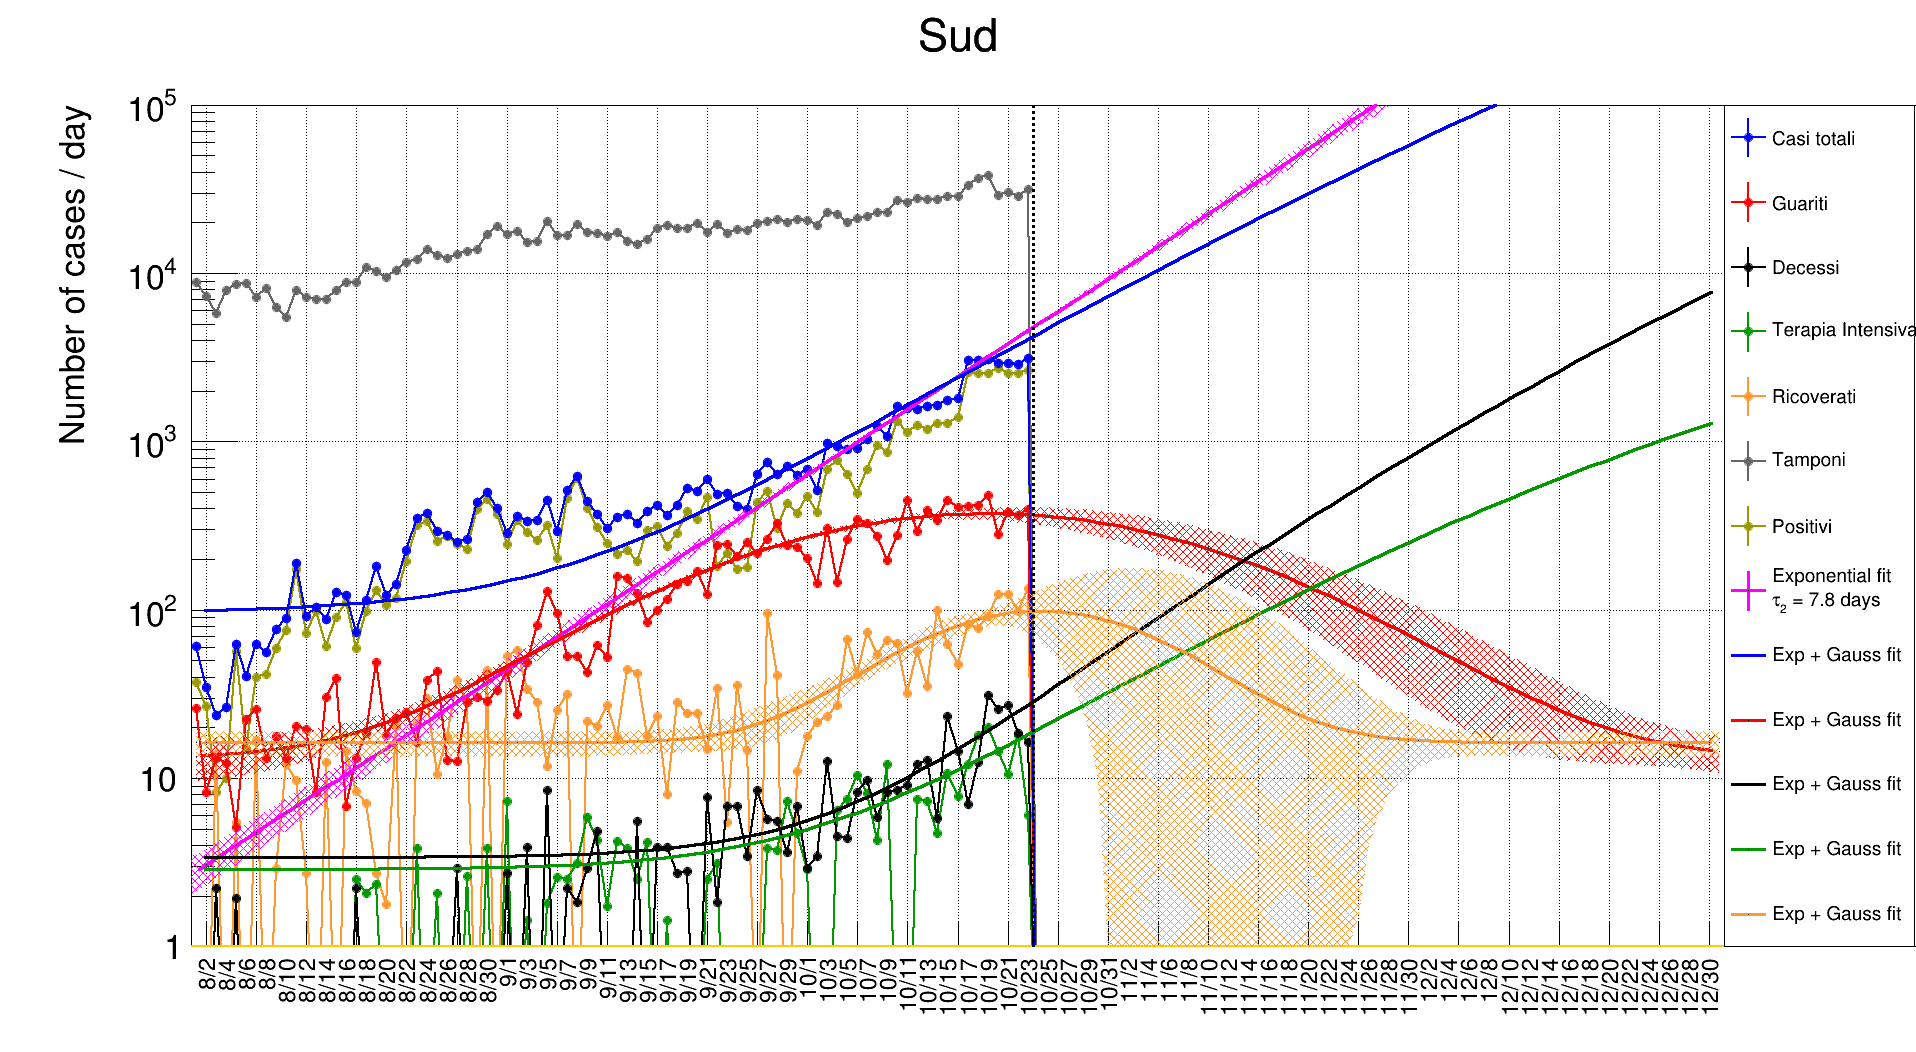 Sud
Number of cases / day
10^5
10^4
10^3
10^2
10
1
8/2 8/4 8/6 8/8 8/10 8/12 8/14 8/16 8/18 8/20 8/22 8/24 8/26 8/28 8/30 9/1 9/3 9/5 9/7 9/9 9/11 9/13 9/15 9/17 9/19 9/21 9/23 9/25 9/27 9/29 10/1 10/3 10/5 10/7 10/9 10/11 10/13 10/15 10/17 10/19 10/21 10/23 10/25 10/27 10/29 10/31 11/2 11/4 11/6 11/8 11/10 11/12 11/14 11/16 11/18 11/20 11/22 11/24 11/26 11/28 11/30 12/2 12/4 12/6 12/8 12/10 12/12 12/14 12/16 12/18 12/20 12/22 12/24 12/26 12/28 12/30
Casi totali
Guariti
Decessi
Terapia Intensiva
Ricoverati
Tamponi
Positivi
Exponential fit
τ2 = 7.8 days
Exp + Gauss fit
Exp + Gauss fit
Exp + Gauss fit
Exp + Gauss fit
Exp + Gauss fit